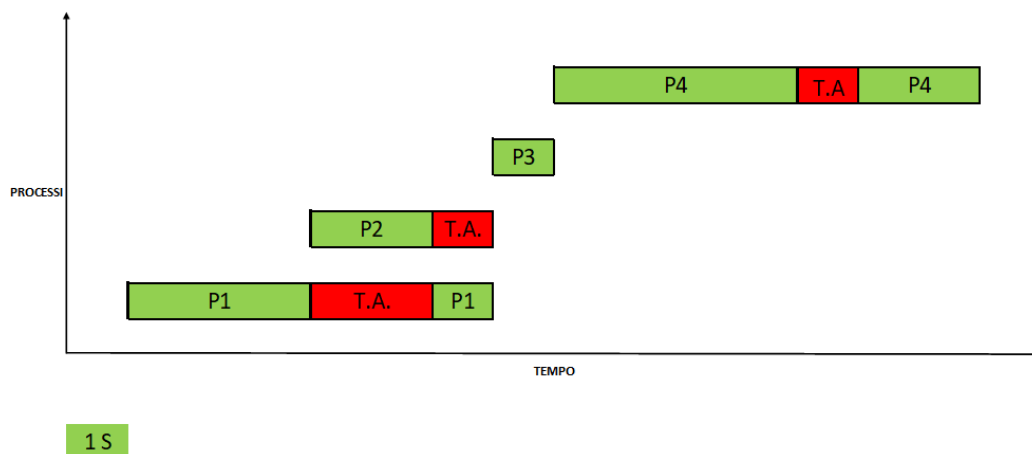 P4 T.A P4
P3
PROCESSI
P2 T.A.
P1 T.A. P1
TEMPO
1 S